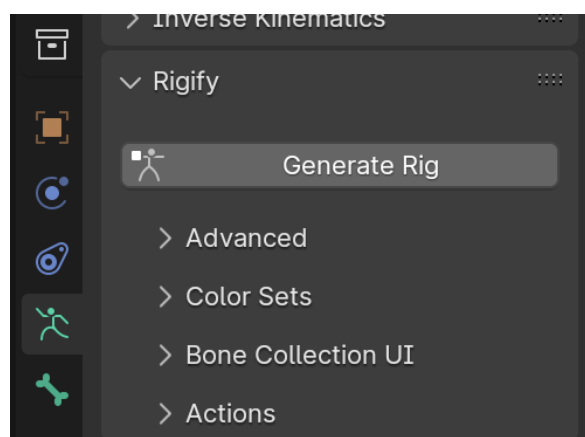 Inverse Kinematics
Rigify
Generate Rig
Advanced
Color Sets
Bone Collection UI
Actions